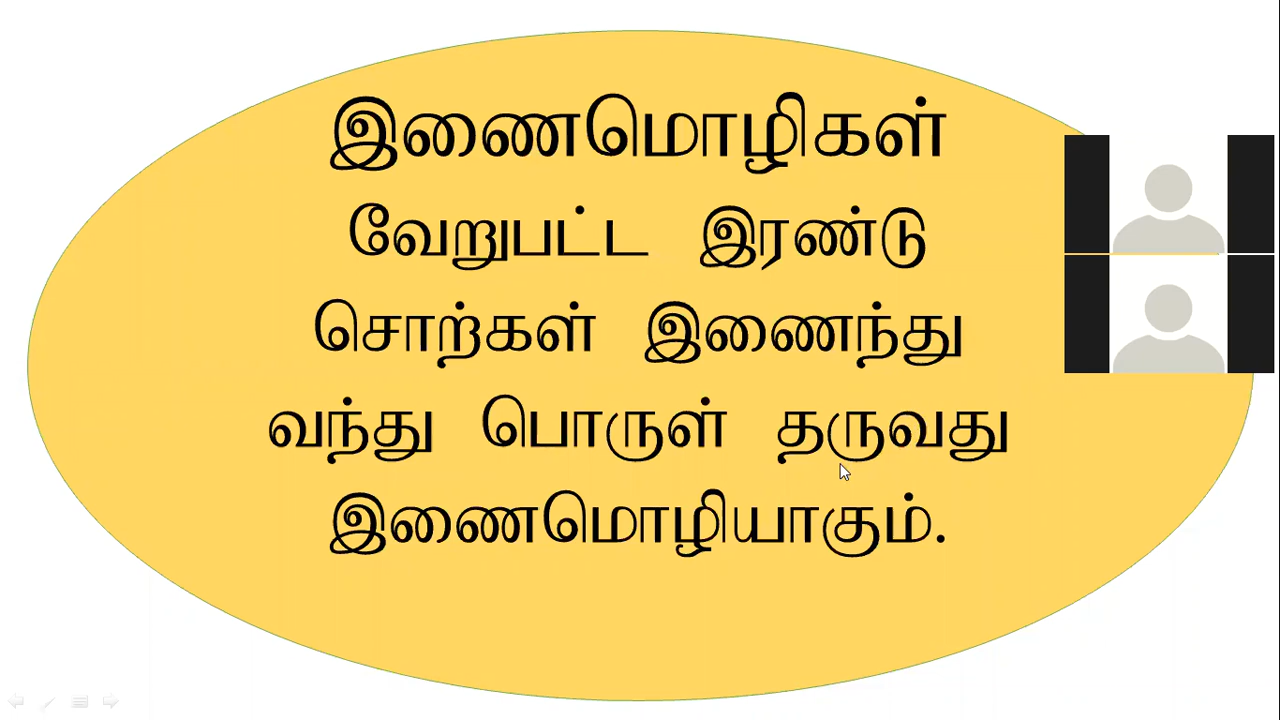 இணைமொழிகள்
வேறுபட்ட இரண்டு
சொற்கள் இணைந்து
வந்து பொருள் தருவது
இணைமொழியாகும்.